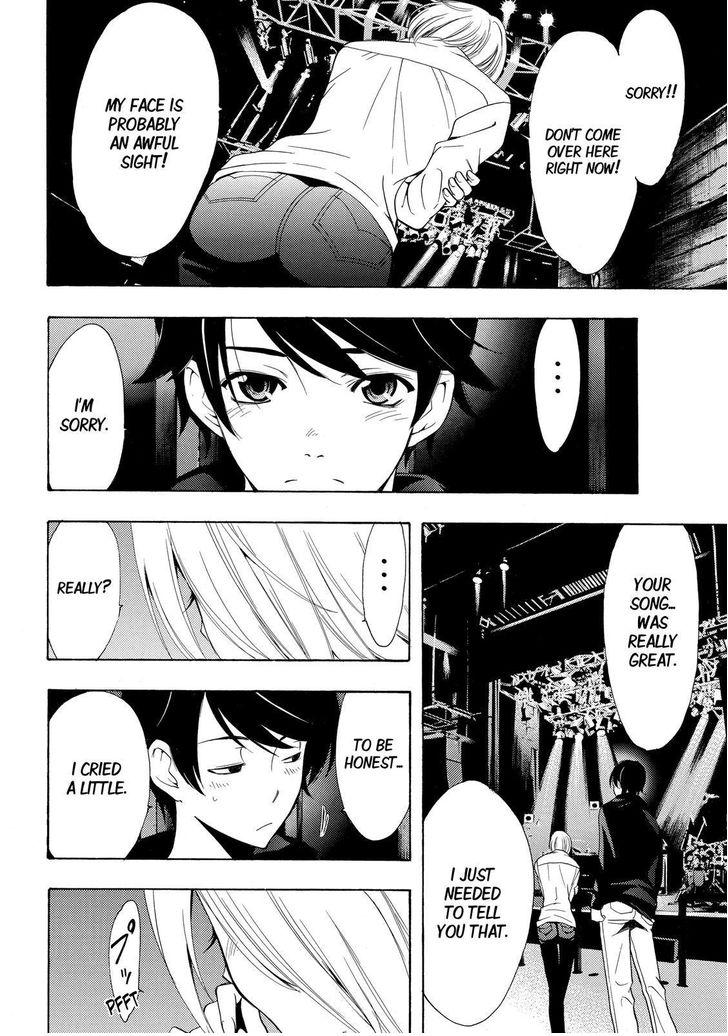 SORRY!!
DON'T COME
OVER HERE
RIGHT NOW!
MY FACE IS
PROBABLY
AN AWFUL
SIGHT!
...
I'M
SORRY.
YOUR
SONG...
WAS
REALLY
GREAT.
I JUST
NEEDED
TO TELL
YOU THAT.
...
REALLY?
TO BE
HONEST...
I CRIED
A LITTLE.
プッ
PFFT